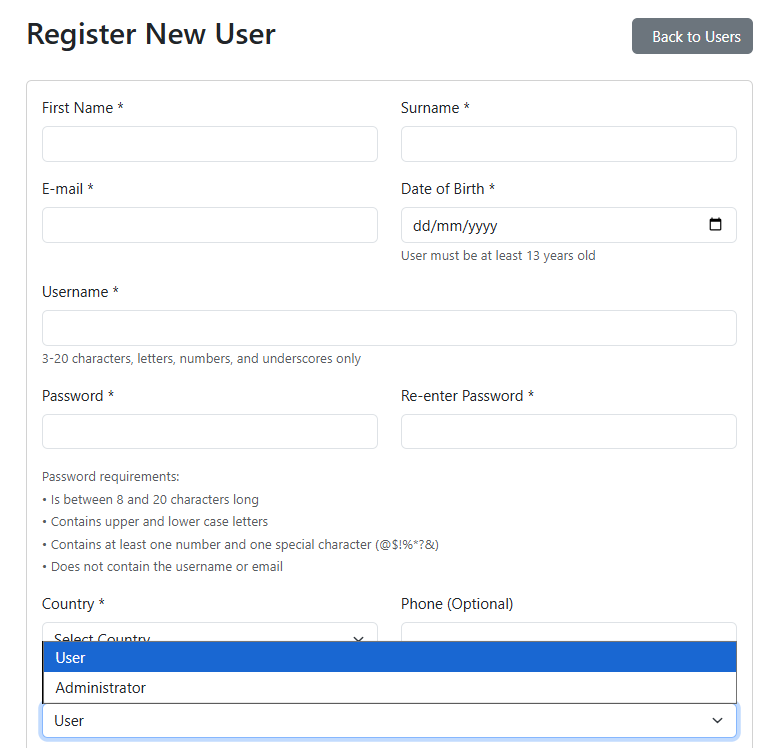 Register New User
Back to Users
First Name *
Surname *
E-mail *
Date of Birth *
dd/mm/yyyy
User must be at least 13 years old
Username *
3-20 characters, letters, numbers, and underscores only
Password *
Re-enter Password *
Password requirements:
• Is between 8 and 20 characters long
• Contains upper and lower case letters
• Contains at least one number and one special character (@$!%*?&)
• Does not contain the username or email
Country *
Phone (Optional)
Select Country
User
Administrator
User